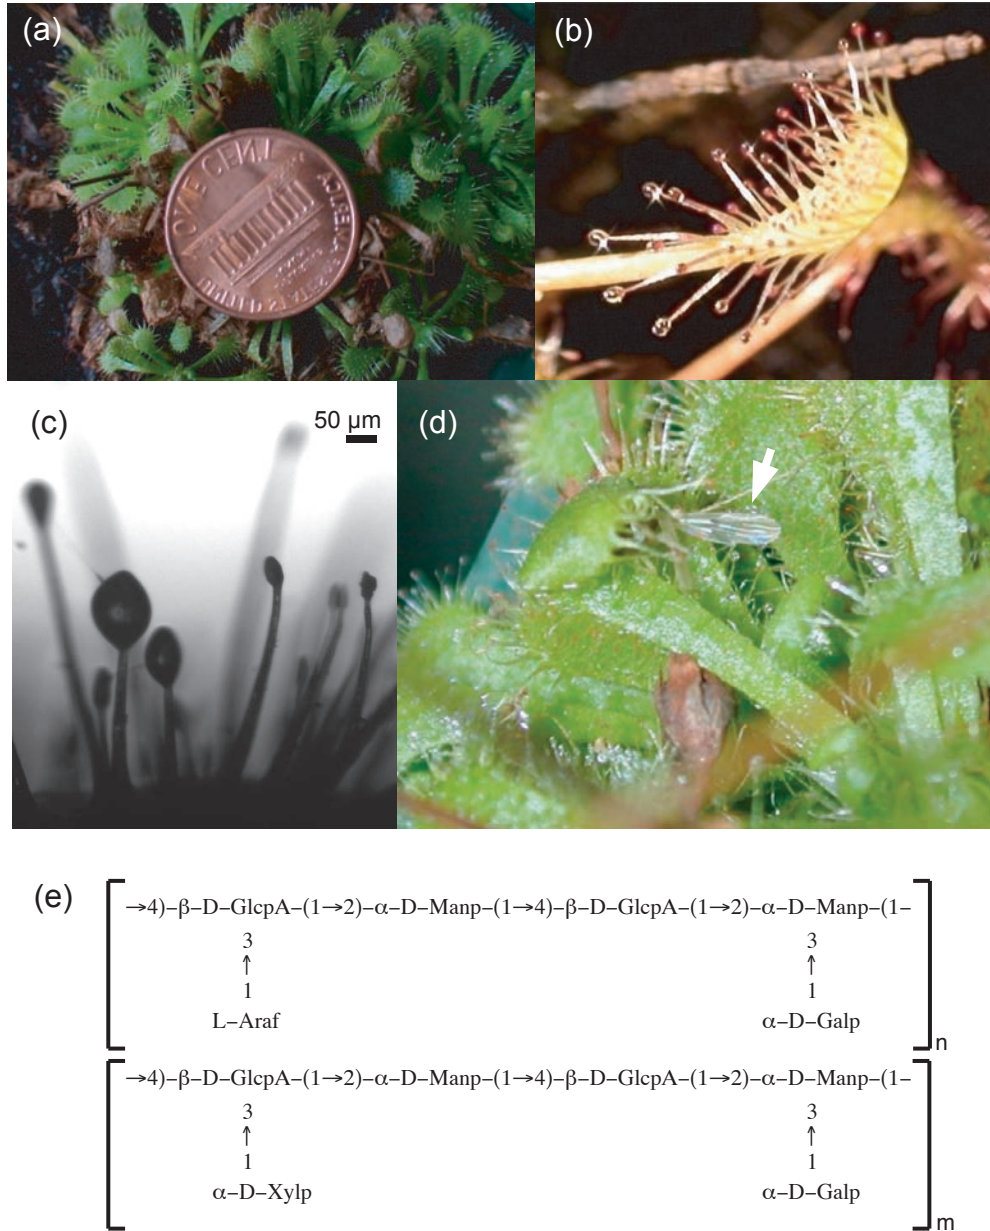 (a)
(b)
ONE CENT
(c)
50 μm
(d)
(e)
→4)–β–D–GlcpA–(1→2)–α–D–Manp–(1→4)–β–D–GlcpA–(1→2)–α–D–Manp–(1–
3 3
↑ ↑
1 1
L–Araf α–D–Galp
n
→4)–β–D–GlcpA–(1→2)–α–D–Manp–(1→4)–β–D–GlcpA–(1→2)–α–D–Manp–(1–
3 3
↑ ↑
1 1
α–D–Xylp α–D–Galp
m